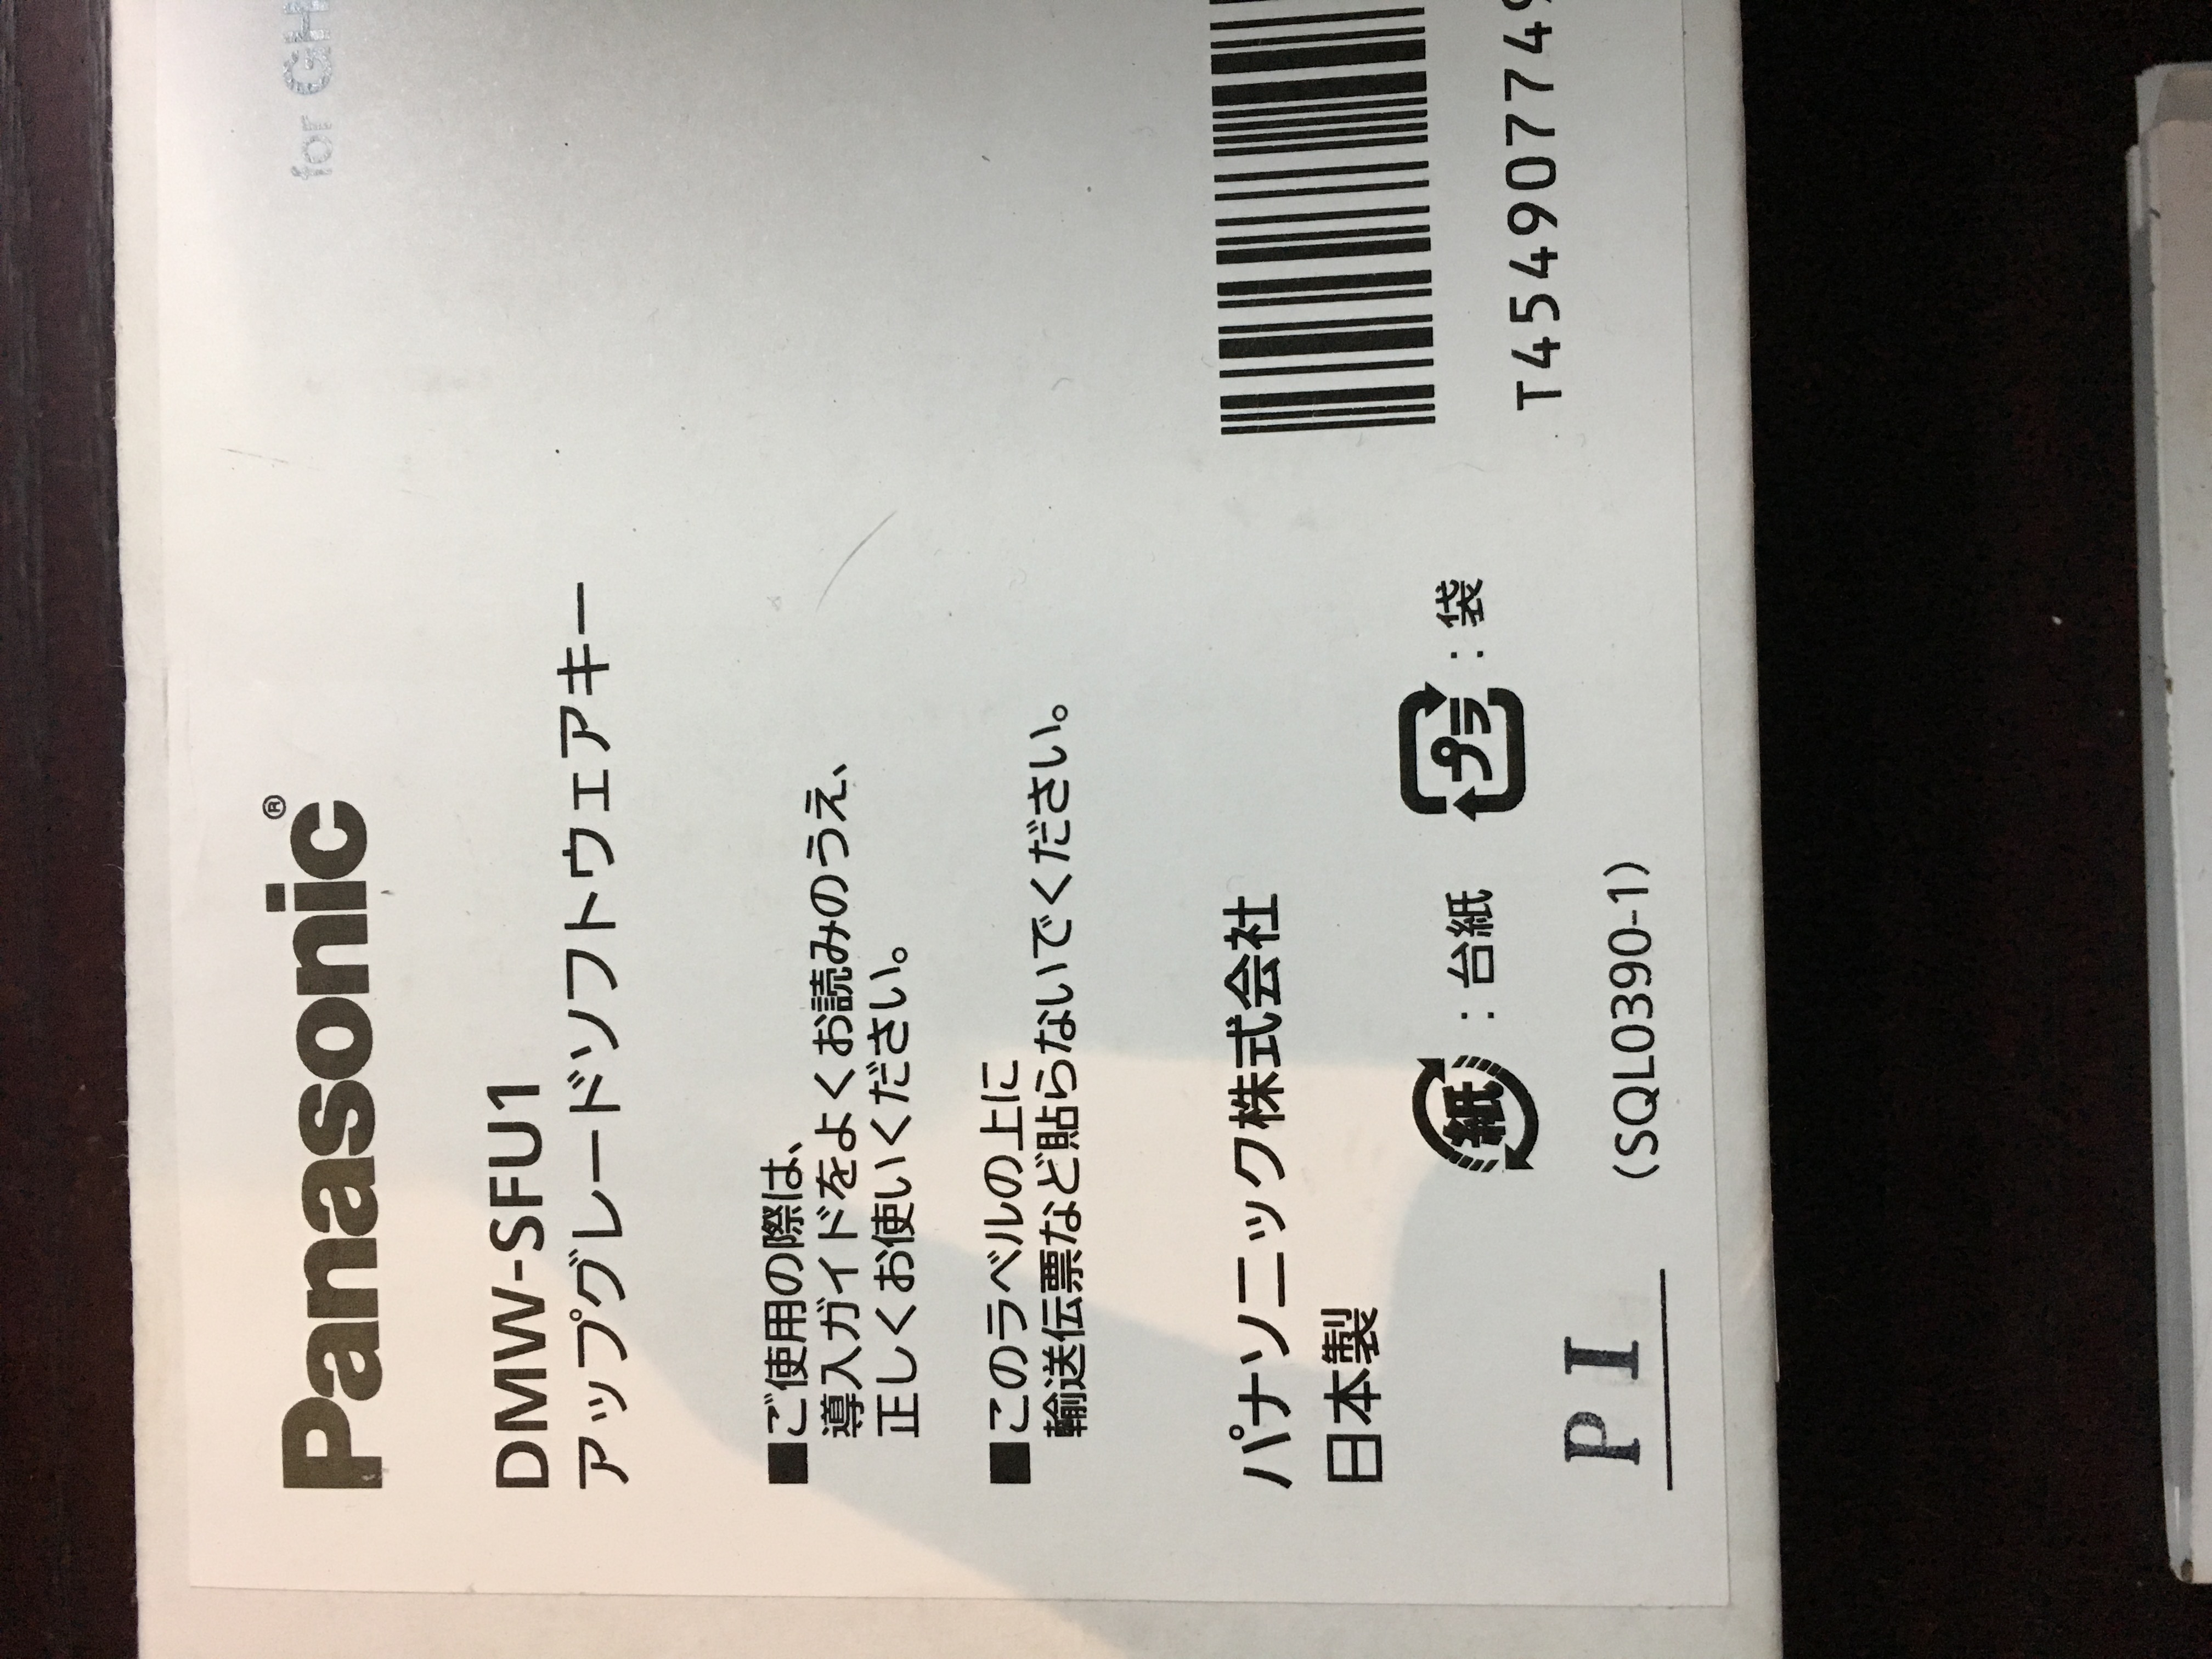 Panasonic®
for GH
DMW-SFU1
アップグレードソフトウェアキー
■ご使用の際は、
導入ガイドをよくお読みのうえ、
正しくお使いください。
■このラベルの上に
輸送伝票など貼らないでください。
パナソニック株式会社
日本製
紙：台紙 プラ：袋
T45490774
PI
(SQL0390-1)